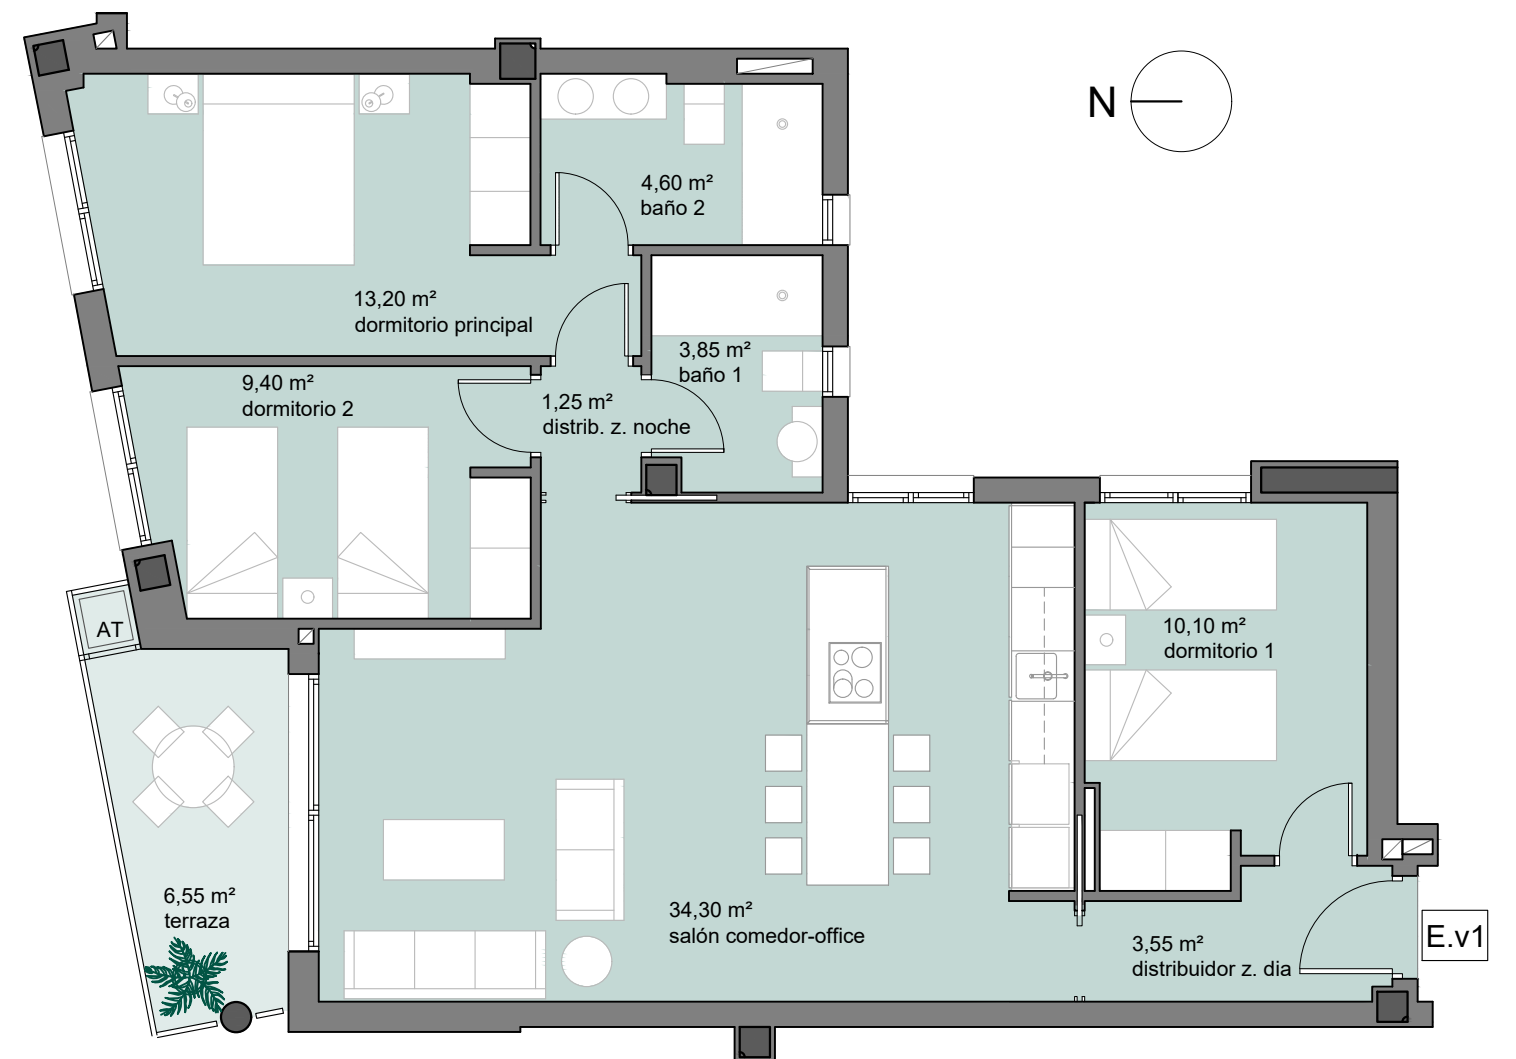 N
4,60 m²
baño 2
13,20 m²
dormitorio principal
3,85 m²
baño 1
9,40 m²
dormitorio 2
1,25 m²
distrib. z. noche
AT
10,10 m²
dormitorio 1
6,55 m²
terraza
34,30 m²
salón comedor-office
3,55 m²
distribuidor z. dia
E.v1